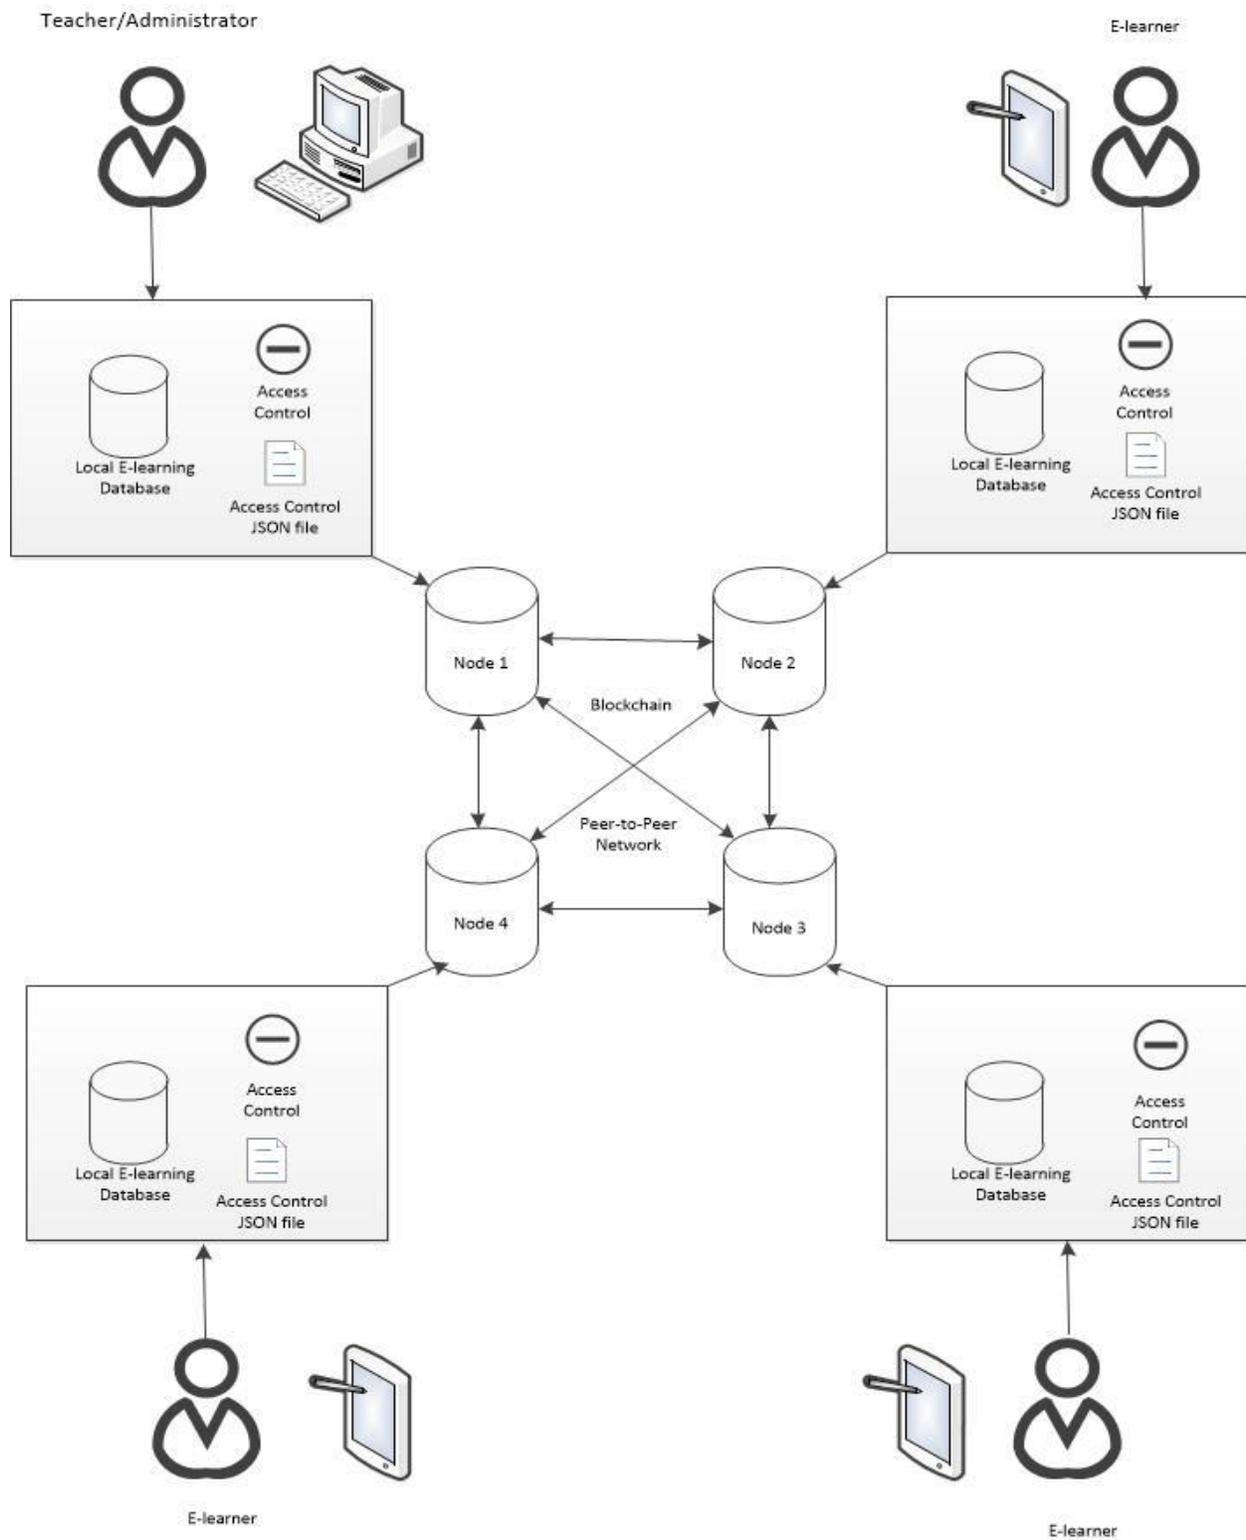 Teacher/Administrator
E-learner
Access
Control
Local E-learning
Database
Access Control
JSON file
Access
Control
Local E-learning
Database
Access Control
JSON file
Node 1
Node 2
Blockchain
Peer-to-Peer
Network
Node 4
Node 3
Access
Control
Local E-learning
Database
Access Control
JSON file
Access
Control
Local E-learning
Database
Access Control
JSON file
E-learner
E-learner